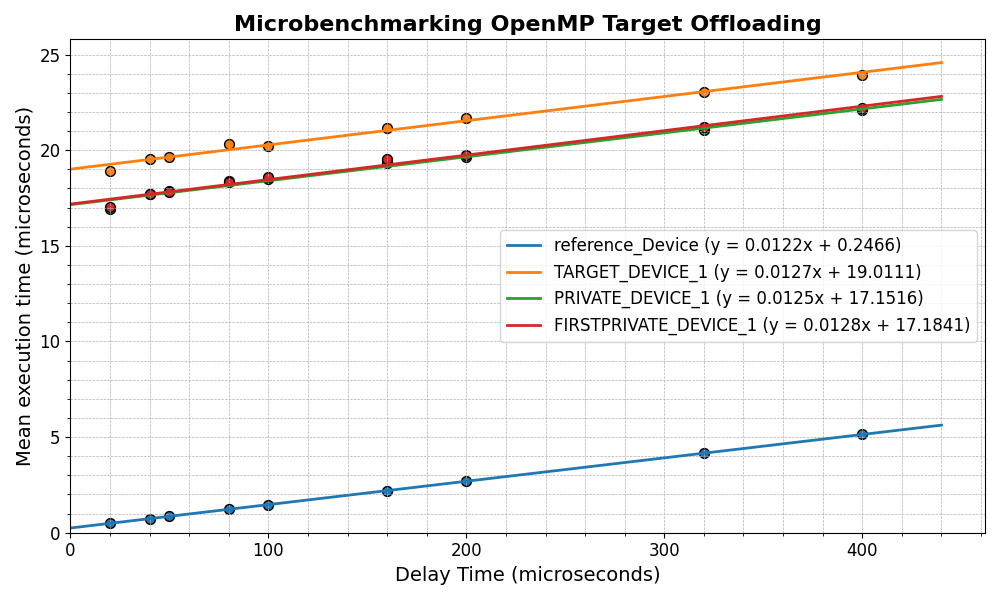 Microbenchmarking OpenMP Target Offloading
Mean execution time (microseconds)
25
20
15
10
5
0
reference_Device (y = 0.0122x + 0.2466)
TARGET_DEVICE_1 (y = 0.0127x + 19.0111)
PRIVATE_DEVICE_1 (y = 0.0125x + 17.1516)
FIRSTPRIVATE_DEVICE_1 (y = 0.0128x + 17.1841)
0 100 200 300 400
Delay Time (microseconds)